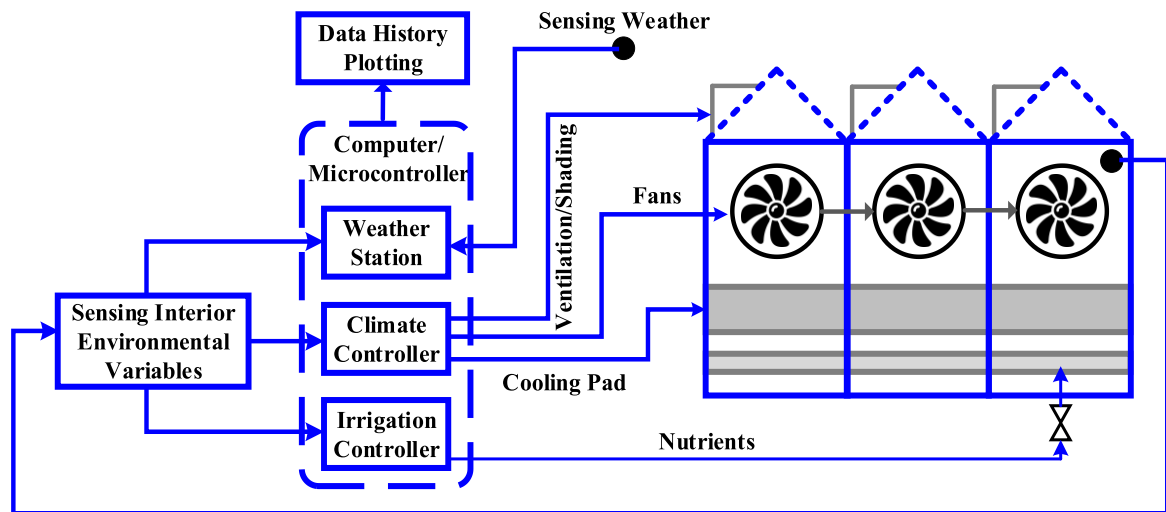 Data History
Plotting
Sensing Weather
Computer/
Microcontroller
Ventilation/Shading
Fans
Weather
Station
Sensing Interior
Environmental
Variables
Climate
Controller
Cooling Pad
Irrigation
Controller
Nutrients